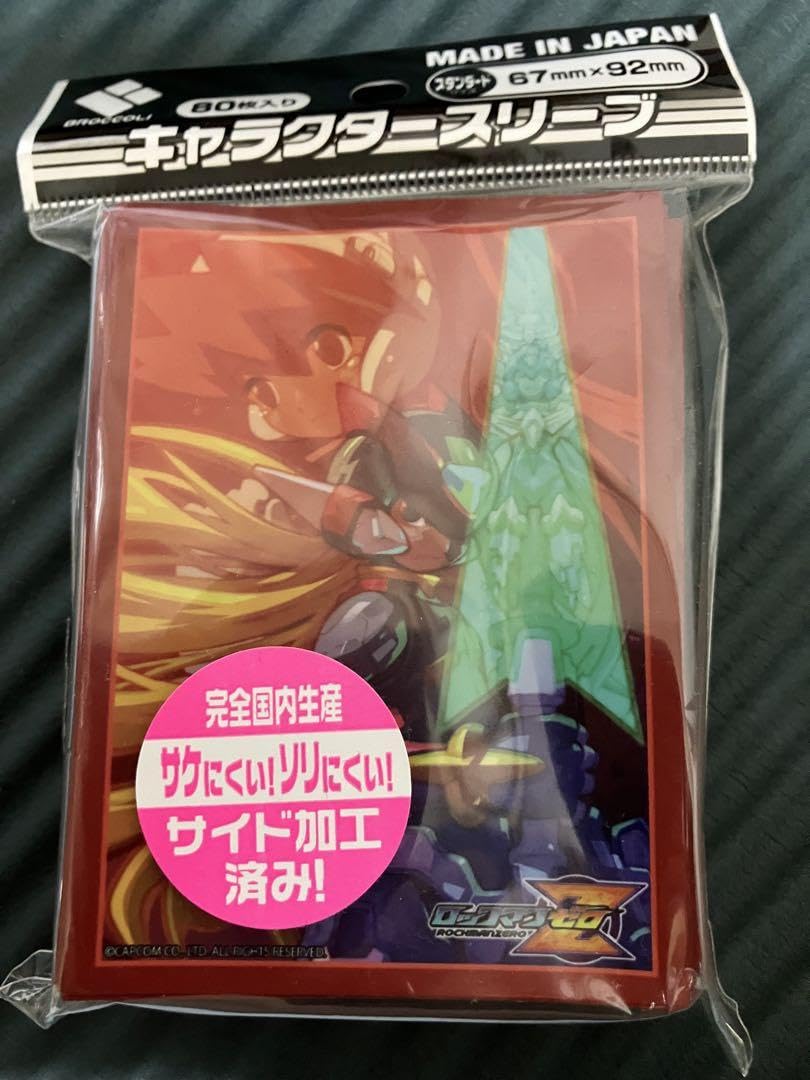 MADE IN JAPAN
BROCCOLI
80枚入り
スタンダード 67mm×92mm
キャラクタースリーブ
完全国内生産
サケにくい!ソリにくい!
サイド加工
済み!
ロックマンゼロ
ROCKMANZERO
Z
©CAPCOM CO., LTD. ALL RIGHTS RESERVED.